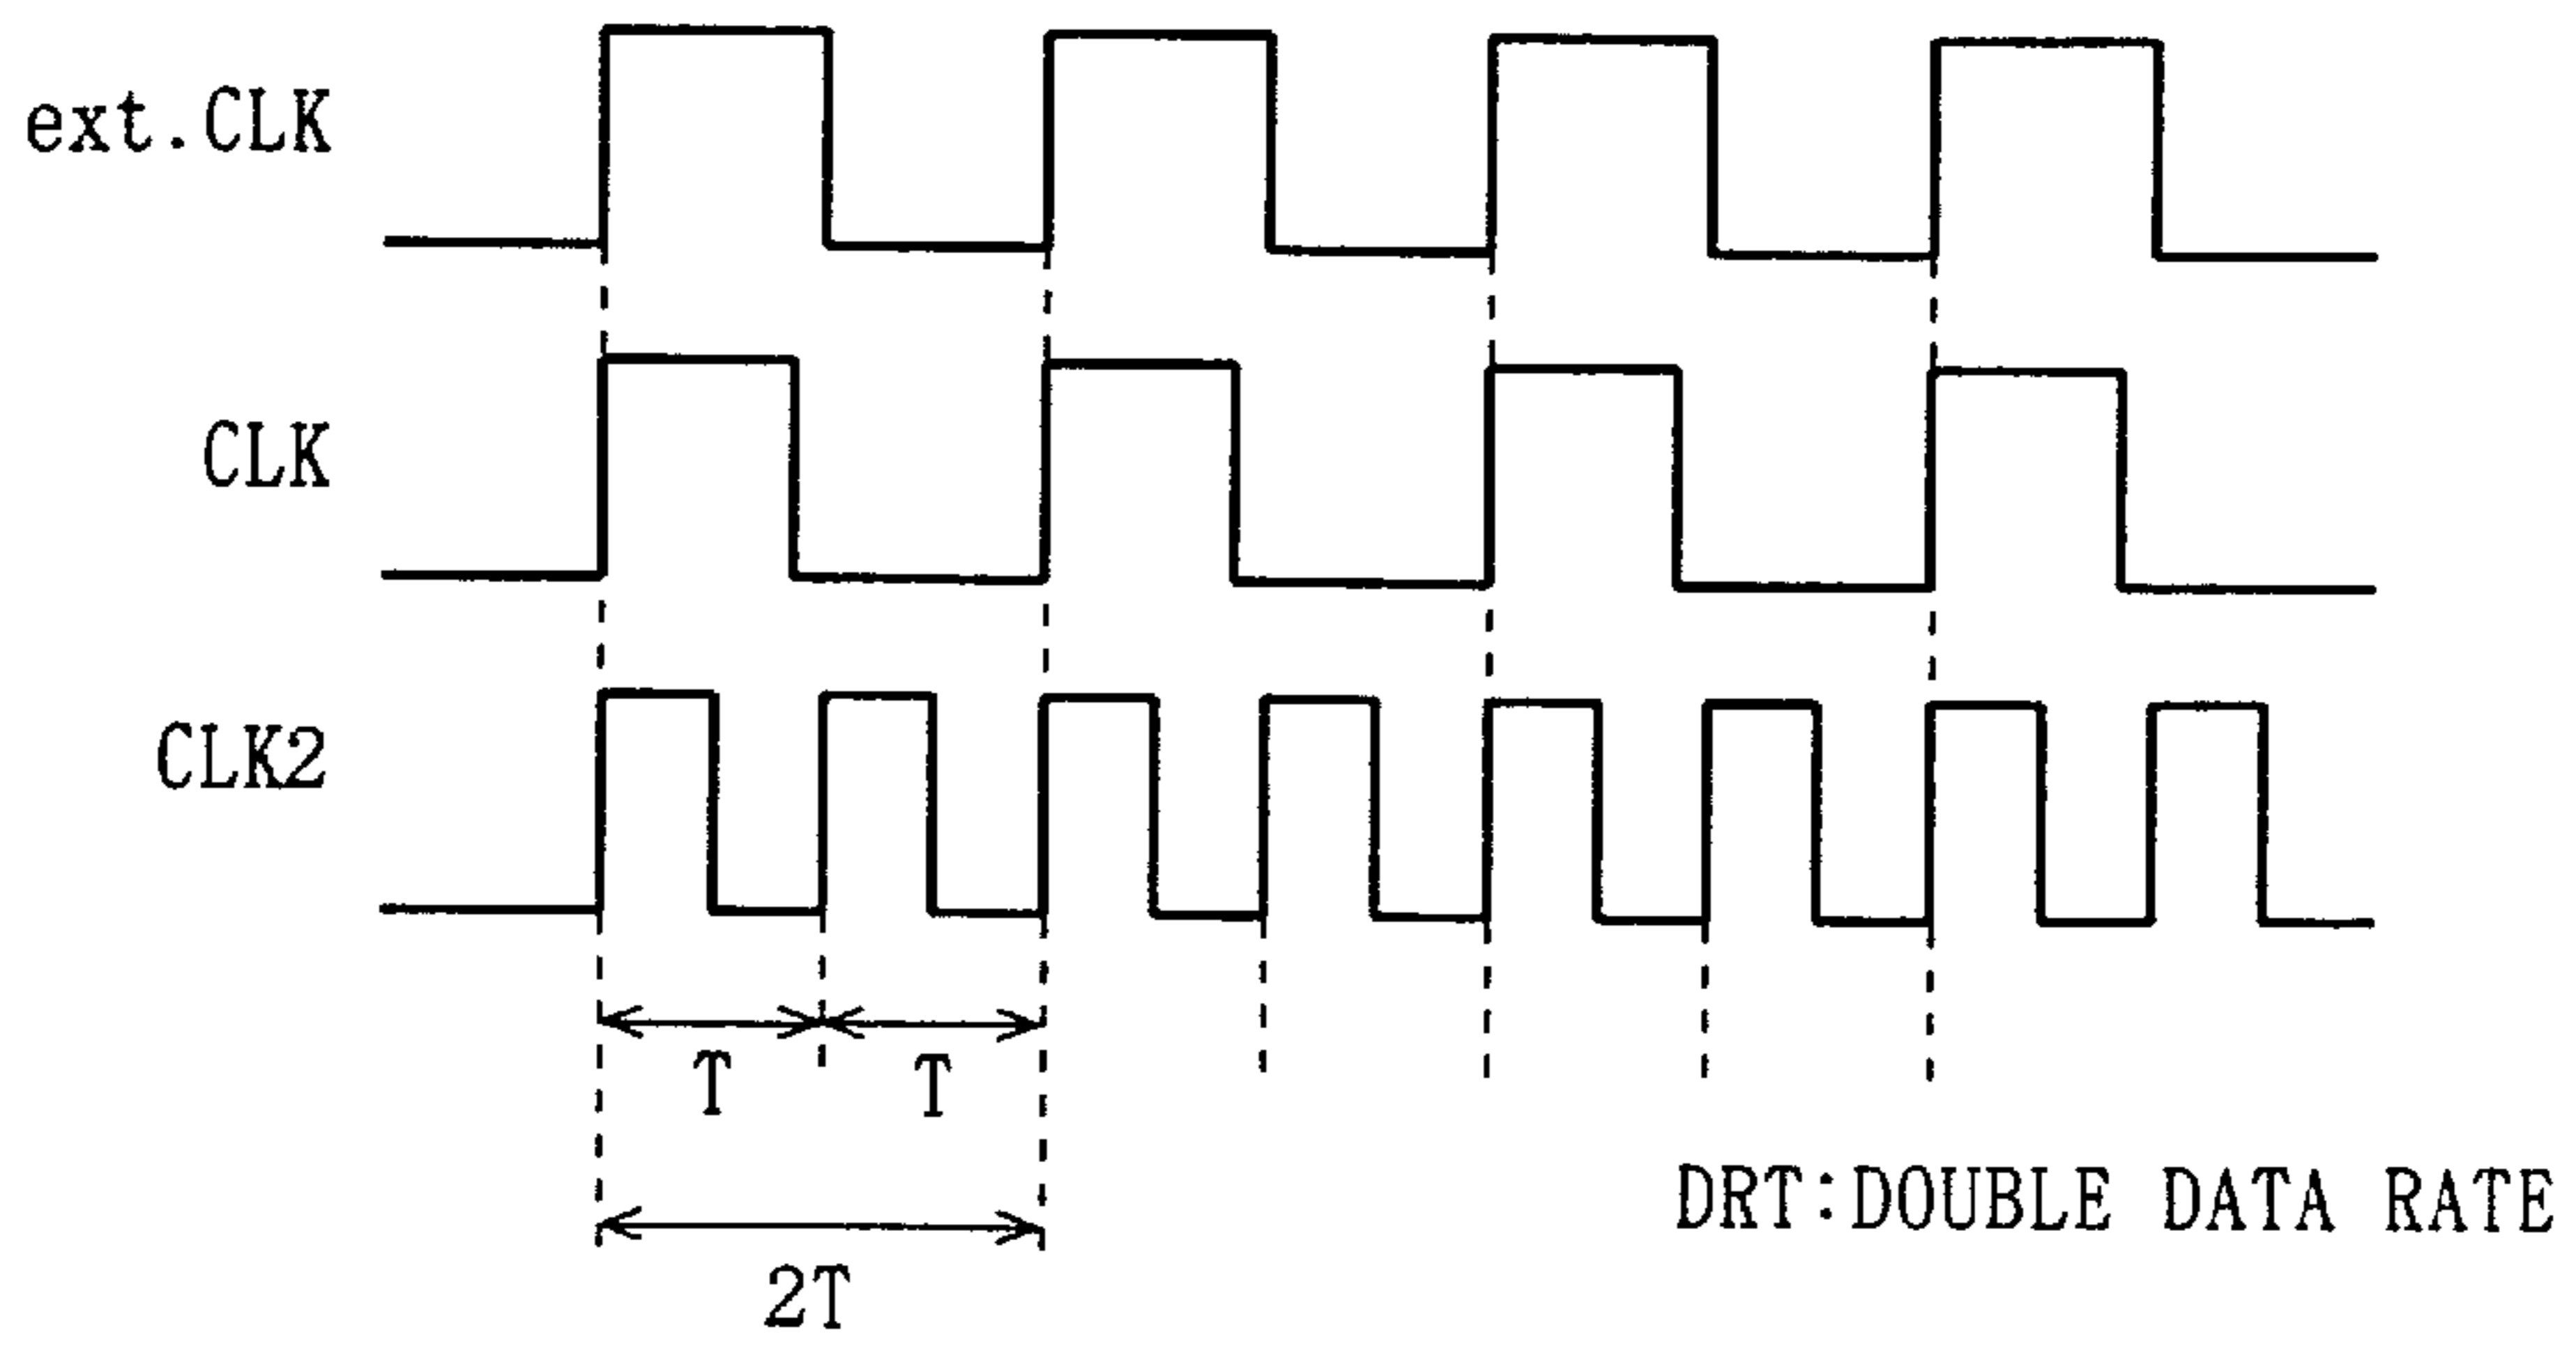 ext.CLK
CLK
CLK2
T T
2T
DRT:DOUBLE DATA RATE